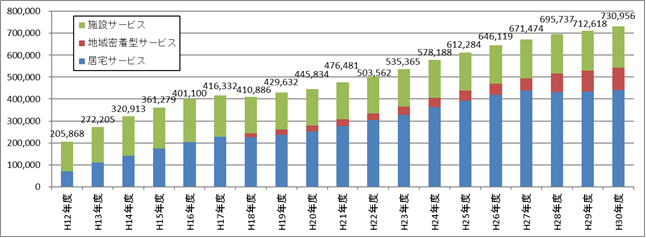 800,000
700,000
600,000
500,000
400,000
300,000
200,000
100,000
0
施設サービス
地域密着型サービス
居宅サービス
205,868
272,205
320,913
361,279
401,100
416,332
410,886
429,632
445,834
476,481
503,562
535,365
578,188
612,284
646,119
671,474
695,737
712,618
730,956
H12年度
H13年度
H14年度
H15年度
H16年度
H17年度
H18年度
H19年度
H20年度
H21年度
H22年度
H23年度
H24年度
H25年度
H26年度
H27年度
H28年度
H29年度
H30年度